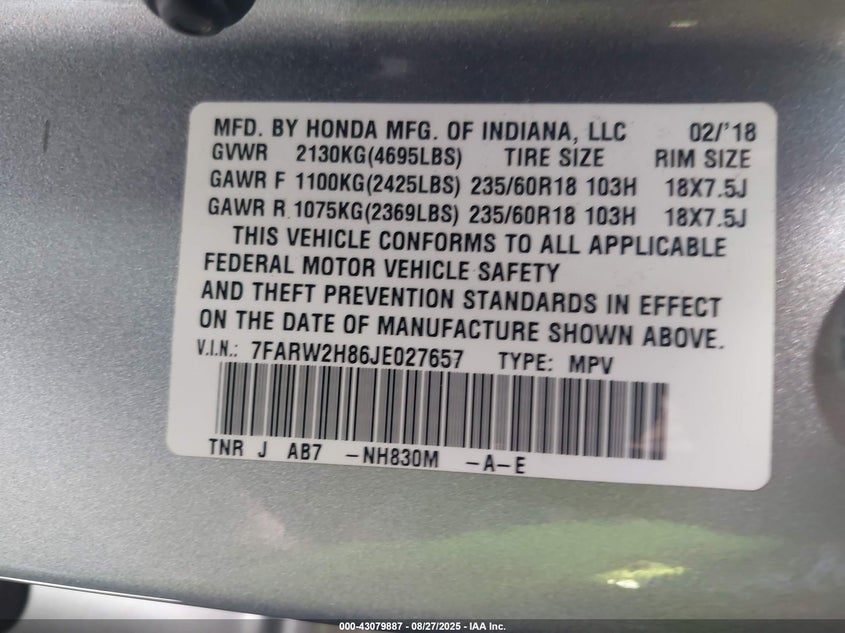 MFD. BY HONDA MFG. OF INDIANA, LLC 02/'18
GVWR 2130KG(4695LBS) TIRE SIZE RIM SIZE
GAWR F 1100KG(2425LBS) 235/60R18 103H 18X7.5J
GAWR R 1075KG(2369LBS) 235/60R18 103H 18X7.5J
THIS VEHICLE CONFORMS TO ALL APPLICABLE
FEDERAL MOTOR VEHICLE SAFETY
AND THEFT PREVENTION STANDARDS IN EFFECT
ON THE DATE OF MANUFACTURE SHOWN ABOVE.
V.I.N.: 7FARW2H86JE027657 TYPE: MPV
TNR J AB7 -NH830M -A-E
000-43079887 - 08/27/2025 - IAA Inc.